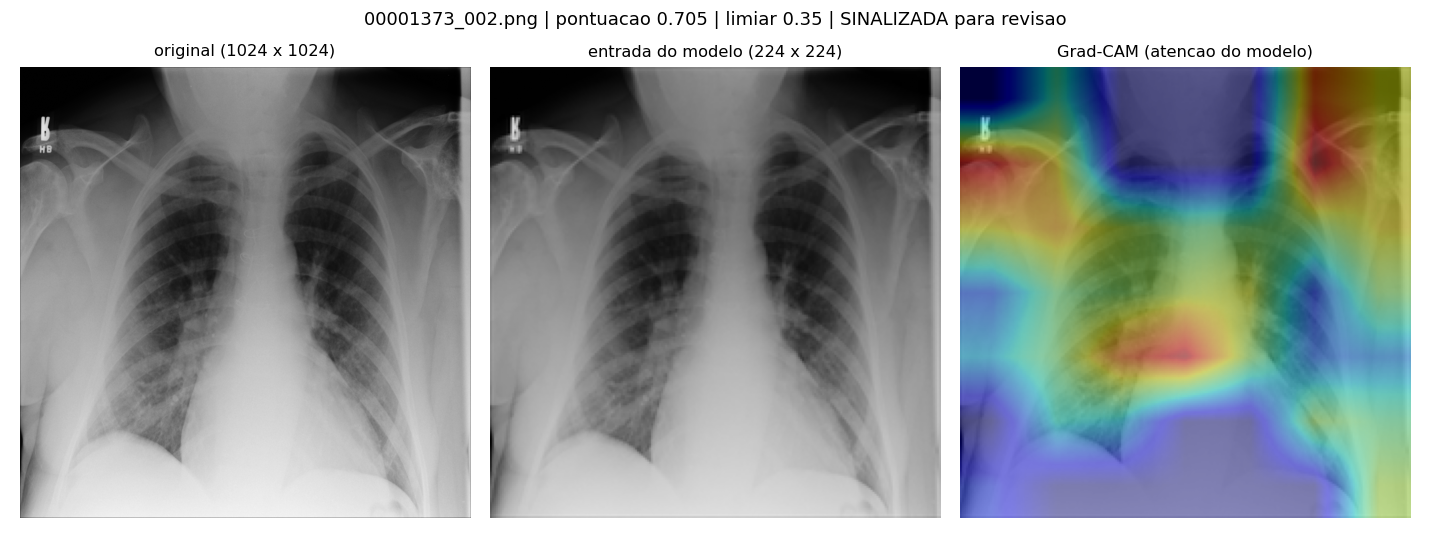 00001373_002.png | pontuacao 0.705 | limiar 0.35 | SINALIZADA para revisao
original (1024 x 1024)
entrada do modelo (224 x 224)
Grad-CAM (atencao do modelo)